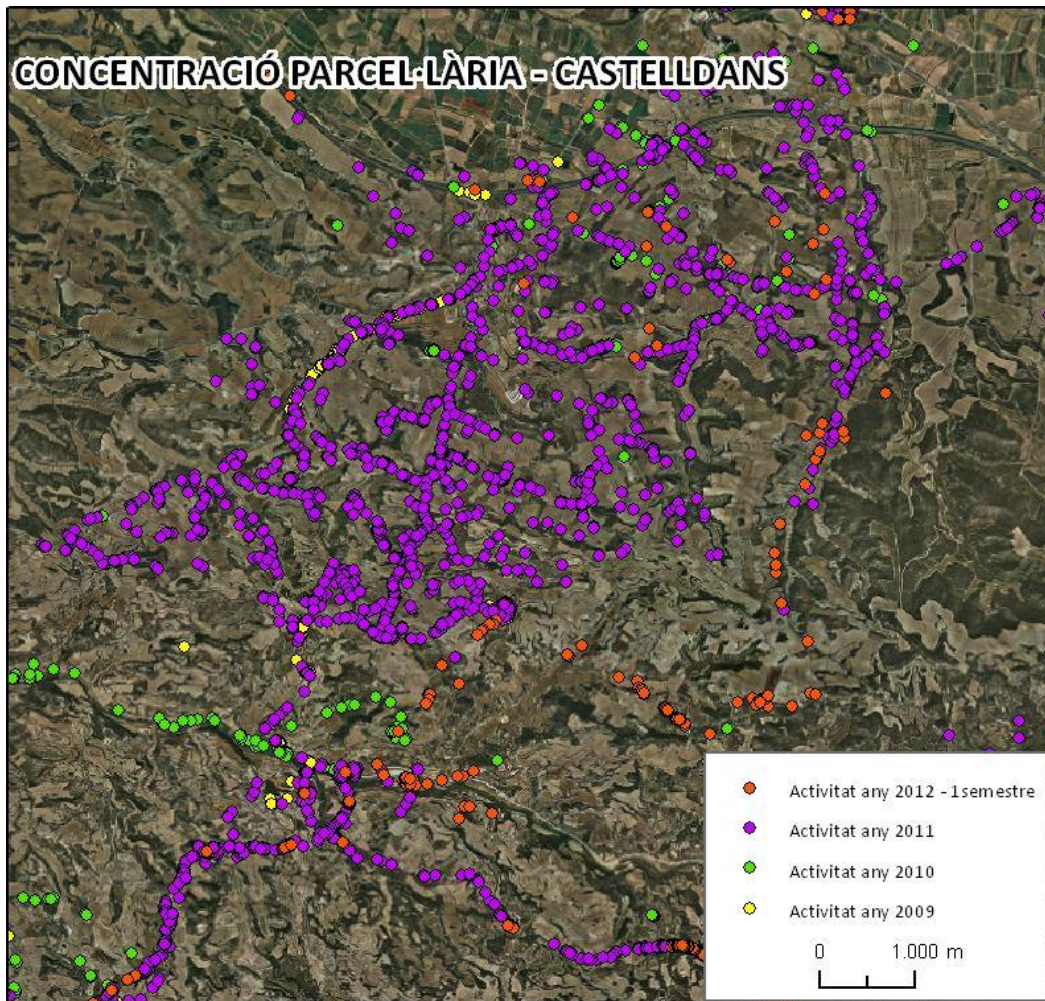 CONCENTRACIÓ PARCEL·LÀRIA - CASTELLDANS
Activitat any 2012 - 1semestre
Activitat any 2011
Activitat any 2010
Activitat any 2009
0 1.000 m